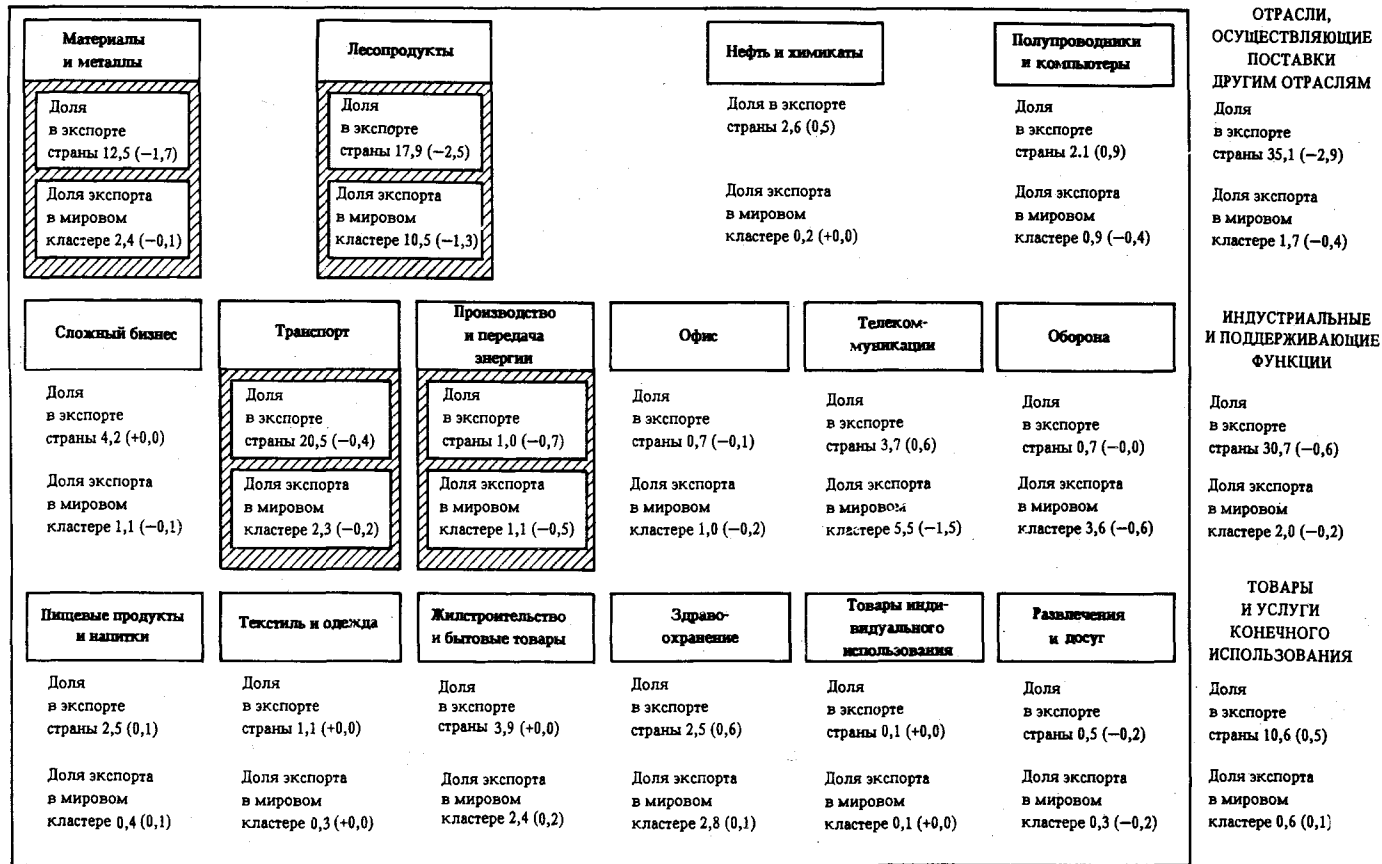 Материалы
и металлы
Доля
в экспорте
страны 12,5 (−1,7)
Доля экспорта
в мировом
кластере 2,4 (−0,1)
Лесопродукты
Доля
в экспорте
страны 17,9 (−2,5)
Доля экспорта
в мировом
кластере 10,5 (−1,3)
Нефть и химикаты
Доля в экспорте
страны 2,6 (0,5)
Доля экспорта
в мировом
кластере 0,2 (+0,0)
Полупроводники
и компьютеры
Доля
в экспорте
страны 2.1 (0,9)
Доля экспорта
в мировом
кластере 0,9 (−0,4)
ОТРАСЛИ,
ОСУЩЕСТВЛЯЮЩИЕ
ПОСТАВКИ
ДРУГИМ ОТРАСЛЯМ
Доля
в экспорте
страны 35,1 (−2,9)
Доля экспорта
в мировом
кластере 1,7 (−0,4)
Сложный бизнес
Доля
в экспорте
страны 4,2 (+0,0)
Доля экспорта
в мировом
кластере 1,1 (−0,1)
Транспорт
Доля
в экспорте
страны 20,5 (−0,4)
Доля экспорта
в мировом
кластере 2,3 (−0,2)
Производство
и передача
энергии
Доля
в экспорте
страны 1,0 (−0,7)
Доля экспорта
в мировом
кластере 1,1 (−0,5)
Офис
Доля
в экспорте
страны 0,7 (−0,1)
Доля экспорта
в мировом
кластере 1,0 (−0,2)
Телеком-
муникации
Доля
в экспорте
страны 3,7 (0,6)
Доля экспорта
в мировом
кластере 5,5 (−1,5)
Оборона
Доля
в экспорте
страны 0,7 (−0,0)
Доля экспорта
в мировом
кластере 3,6 (−0,6)
ИНДУСТРИАЛЬНЫЕ
И ПОДДЕРЖИВАЮЩИЕ
ФУНКЦИИ
Доля
в экспорте
страны 30,7 (−0,6)
Доля экспорта
в мировом
кластере 2,0 (−0,2)
Пищевые продукты
и напитки
Доля
в экспорте
страны 2,5 (0,1)
Доля экспорта
в мировом
кластере 0,4 (0,1)
Текстиль и одежда
Доля
в экспорте
страны 1,1 (+0,0)
Доля экспорта
в мировом
кластере 0,3 (+0,0)
Жилстроительство
и бытовые товары
Доля
в экспорте
страны 3,9 (+0,0)
Доля экспорта
в мировом
кластере 2,4 (0,2)
Здраво-
охранение
Доля
в экспорте
страны 2,5 (0,6)
Доля экспорта
в мировом
кластере 2,8 (0,1)
Товары инди-
видуального
использования
Доля
в экспорте
страны 0,1 (+0,0)
Доля экспорта
в мировом
кластере 0,1 (+0,0)
Развлечения
и досуг
Доля
в экспорте
страны 0,5 (−0,2)
Доля экспорта
в мировом
кластере 0,3 (−0,2)
ТОВАРЫ
И УСЛУГИ
КОНЕЧНОГО
ИСПОЛЬЗОВАНИЯ
Доля
в экспорте
страны 10,6 (0,5)
Доля экспорта
в мировом
кластере 0,6 (0,1)